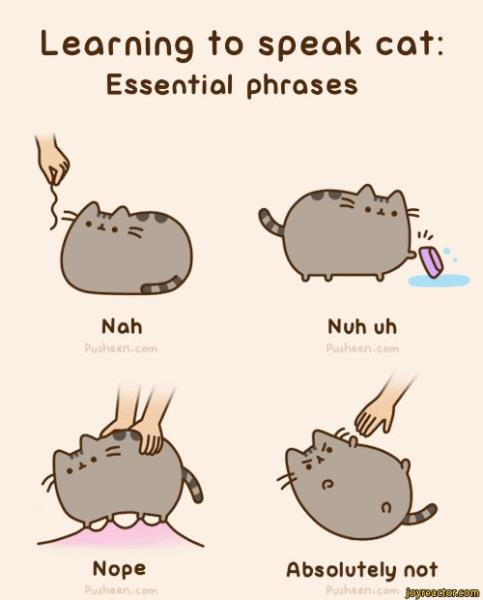 Learning to speak cat:
Essential phrases
Nah
Pusheen.com
Nuh uh
Pusheen.com
Nope
Pusheen.com
Absolutely not
Pusheen.com
joyreactor.com